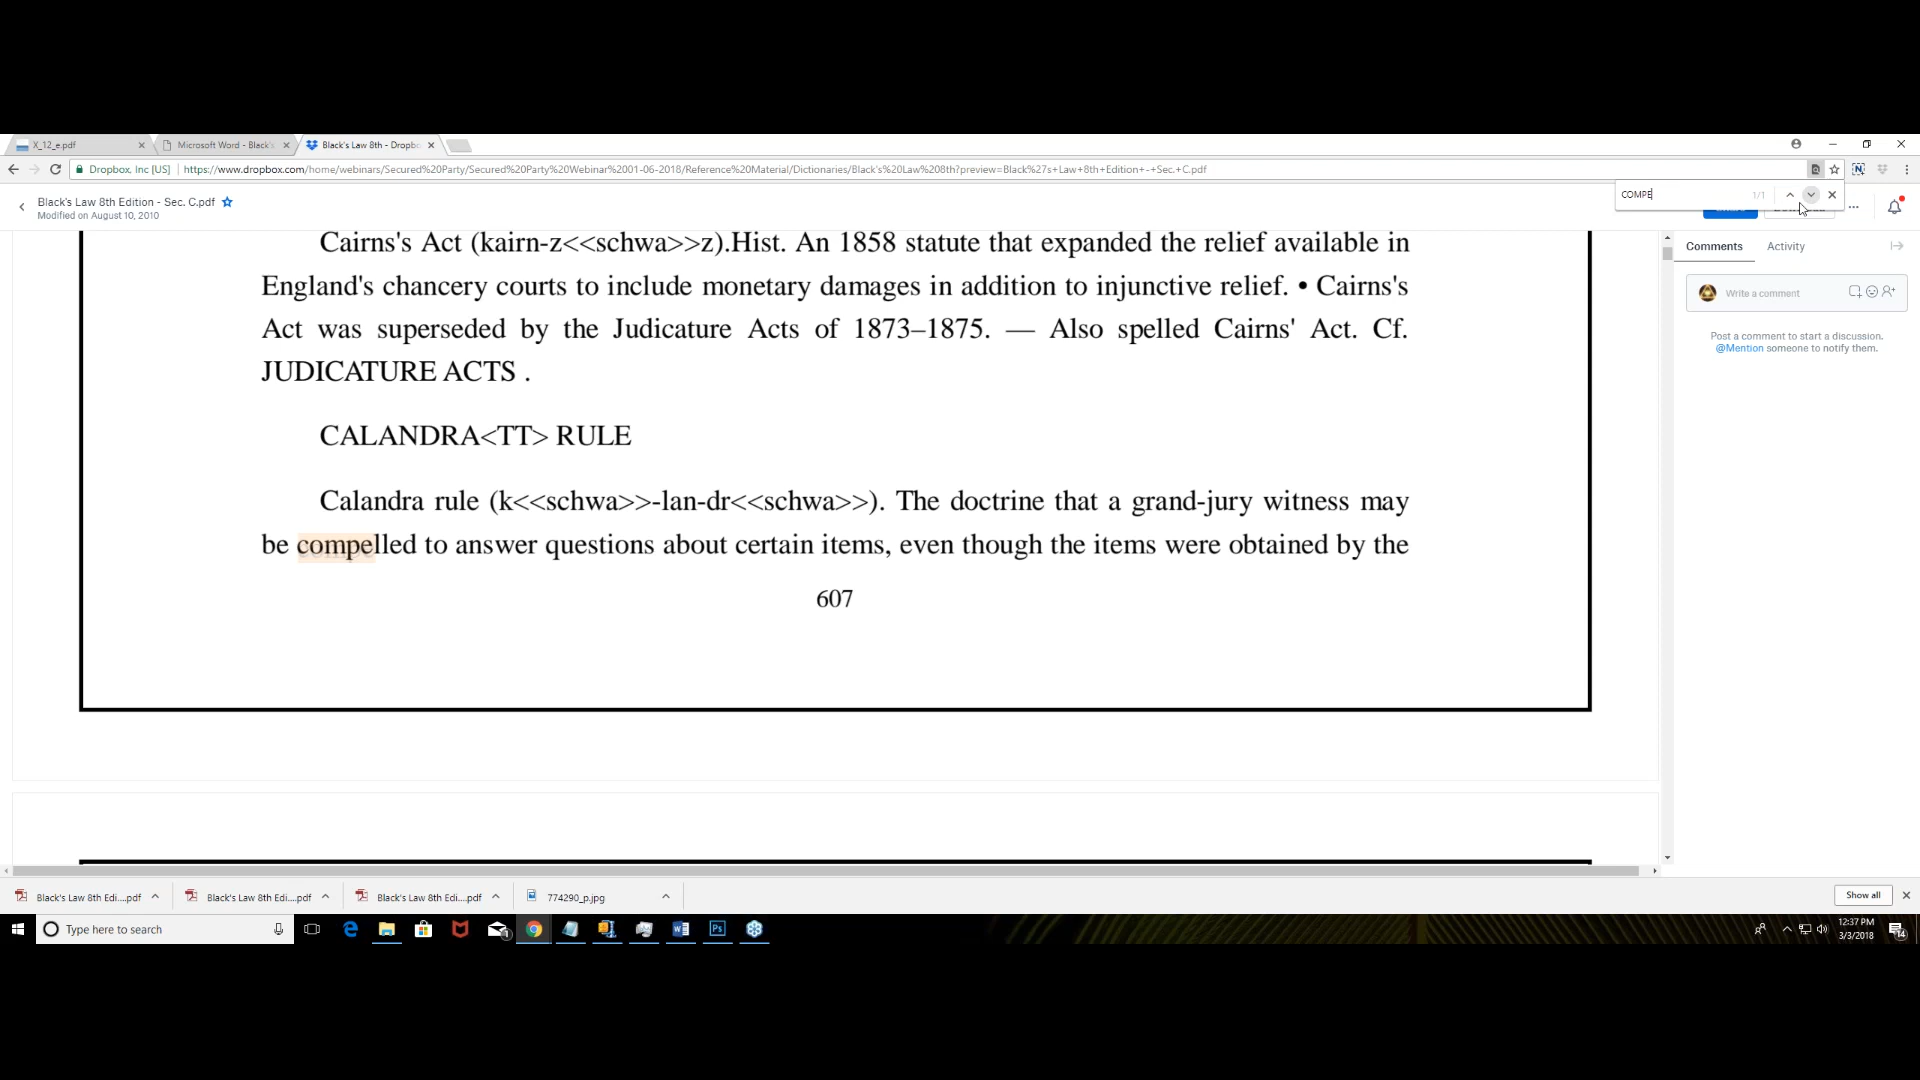 X_12_e.pdf
Microsoft Word - Black's
Black's Law 8th - Dropbo
Dropbox, Inc [US]
https://www.dropbox.com/home/webinars/Secured%20Party/Secured%20Party%20Webinar%2001-06-2018/Reference%20Material/Dictionaries/Black's%20Law%208th?preview=Black%27s+Law+8th+Edition+-+Sec.+C.pdf
COMPE 1/1
Black's Law 8th Edition - Sec. C.pdf
Modified on August 10, 2010
Cairns's Act (kairn-z<<schwa>>z).Hist. An 1858 statute that expanded the relief available in
England's chancery courts to include monetary damages in addition to injunctive relief. • Cairns's
Act was superseded by the Judicature Acts of 1873–1875. — Also spelled Cairns' Act. Cf.
JUDICATURE ACTS .
CALANDRA<TT> RULE
Calandra rule (k<<schwa>>-lan-dr<<schwa>>). The doctrine that a grand-jury witness may
be compelled to answer questions about certain items, even though the items were obtained by the
607
Comments Activity
Write a comment
Post a comment to start a discussion.
@Mention someone to notify them.
Black's Law 8th Edi....pdf
Black's Law 8th Edi....pdf
Black's Law 8th Edi....pdf
774290_p.jpg
Show all
Type here to search
Ps
12:37 PM
3/3/2018
14